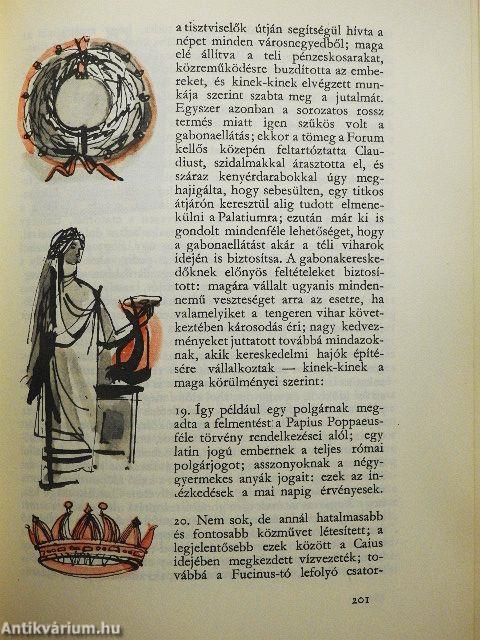 a tisztviselők útján segítségül hívta a
népet minden városnegyedből; maga
elé állítva a teli pénzeskosarakat,
közreműködésre buzdította az embe-
reket, és kinek-kinek elvégzett mun-
kája szerint szabta meg a jutalmát.
Egyszer azonban a sorozatos rossz
termés miatt igen szűkös volt a
gabonaellátás; ekkor a tömeg a Forum
kellős közepén feltartóztatta Clau-
diust, szidalmakkal árasztotta el, és
száraz kenyérdarabokkal úgy meg-
hajigálta, hogy sebesülten, egy titkos
átjárón keresztül alig tudott elmene-
külni a Palatiumra; ezután már ki is
gondolt mindenféle lehetőséget, hogy
a gabonaellátást akár a téli viharok
idején is biztosítsa. A gabonakeres-
kedőknek előnyös feltételeket biztosí-
tott: magára vállalt ugyanis minden-
nemű veszteséget arra az esetre, ha
valamelyiket a tengeren vihar követ-
keztében károsodás éri; nagy kedvez-
ményeket juttatott továbbá mindazok-
nak, akik kereskedelmi hajók építé-
sére vállalkoztak — kinek-kinek a
maga körülményei szerint:
19. Így például egy polgárnak meg-
adta a felmentést a Papius Poppaeus-
féle törvény rendelkezései alól; egy
latin jogú embernek a teljes római
polgárjogot; asszonyoknak a négy-
gyermekes anyák jogait: ezek az in-
tézkedések a mai napig érvényesek.
20. Nem sok, de annál hatalmasabb
és fontosabb közművet létesített; a
legjelentősebb ezek között a Caius
idejében megkezdett vízvezeték; to-
vábbá a Fucinus-tó lefolyó csator-
201
Antikvárium.hu